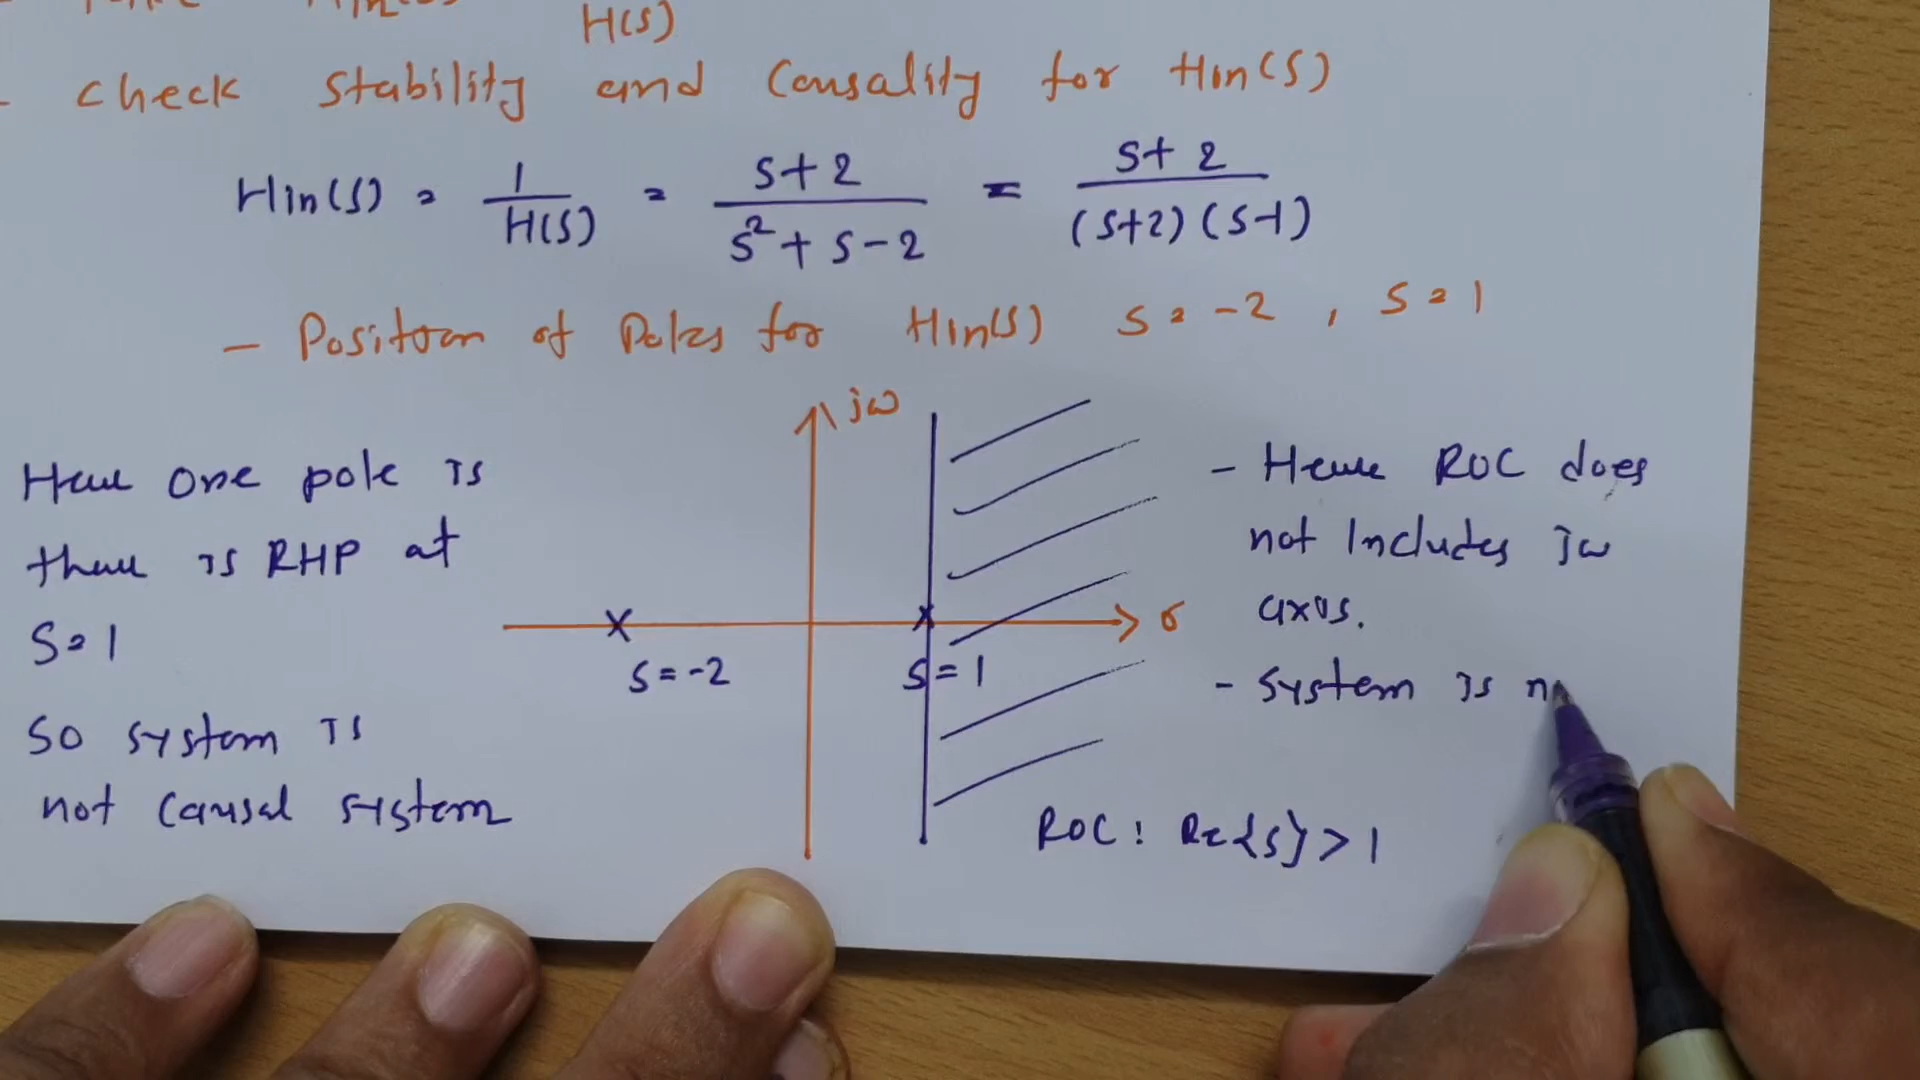 H(s)
- Check Stability and Causality for Hin(s)
Hin(s) = 1/H(s) = s+2/s²+s-2 = s+2/(s+2)(s-1)
- Position of Poles for Hin(s) s = -2 , s = 1
jω
Here one pole is
there is RHP at
s = 1
So system is
not Causal system
s = -2
s = 1
σ
- Hence ROC does
not Includes jω
axis.
- System is n
ROC: Re{s} > 1